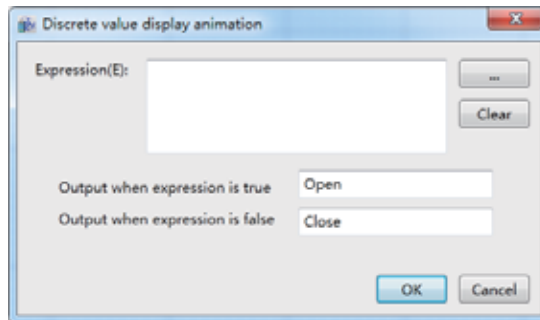 Discrete value display animation
Expression(E):
...
Clear
Output when expression is true Open
Output when expression is false Close
OK Cancel